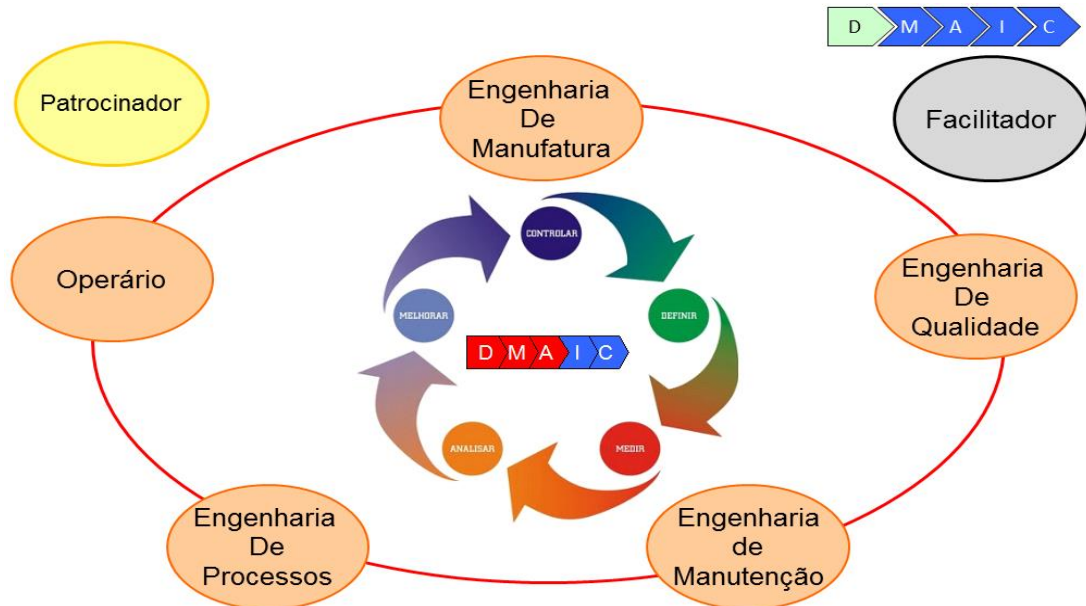 D M A I C
Patrocinador
Engenharia
De
Manufatura
Facilitador
Operário
Engenharia
De
Qualidade
CONTROLAR
MELHORAR
DEFINIR
D M A I C
ANALISAR
MEDIR
Engenharia
De
Processos
Engenharia
de
Manutenção